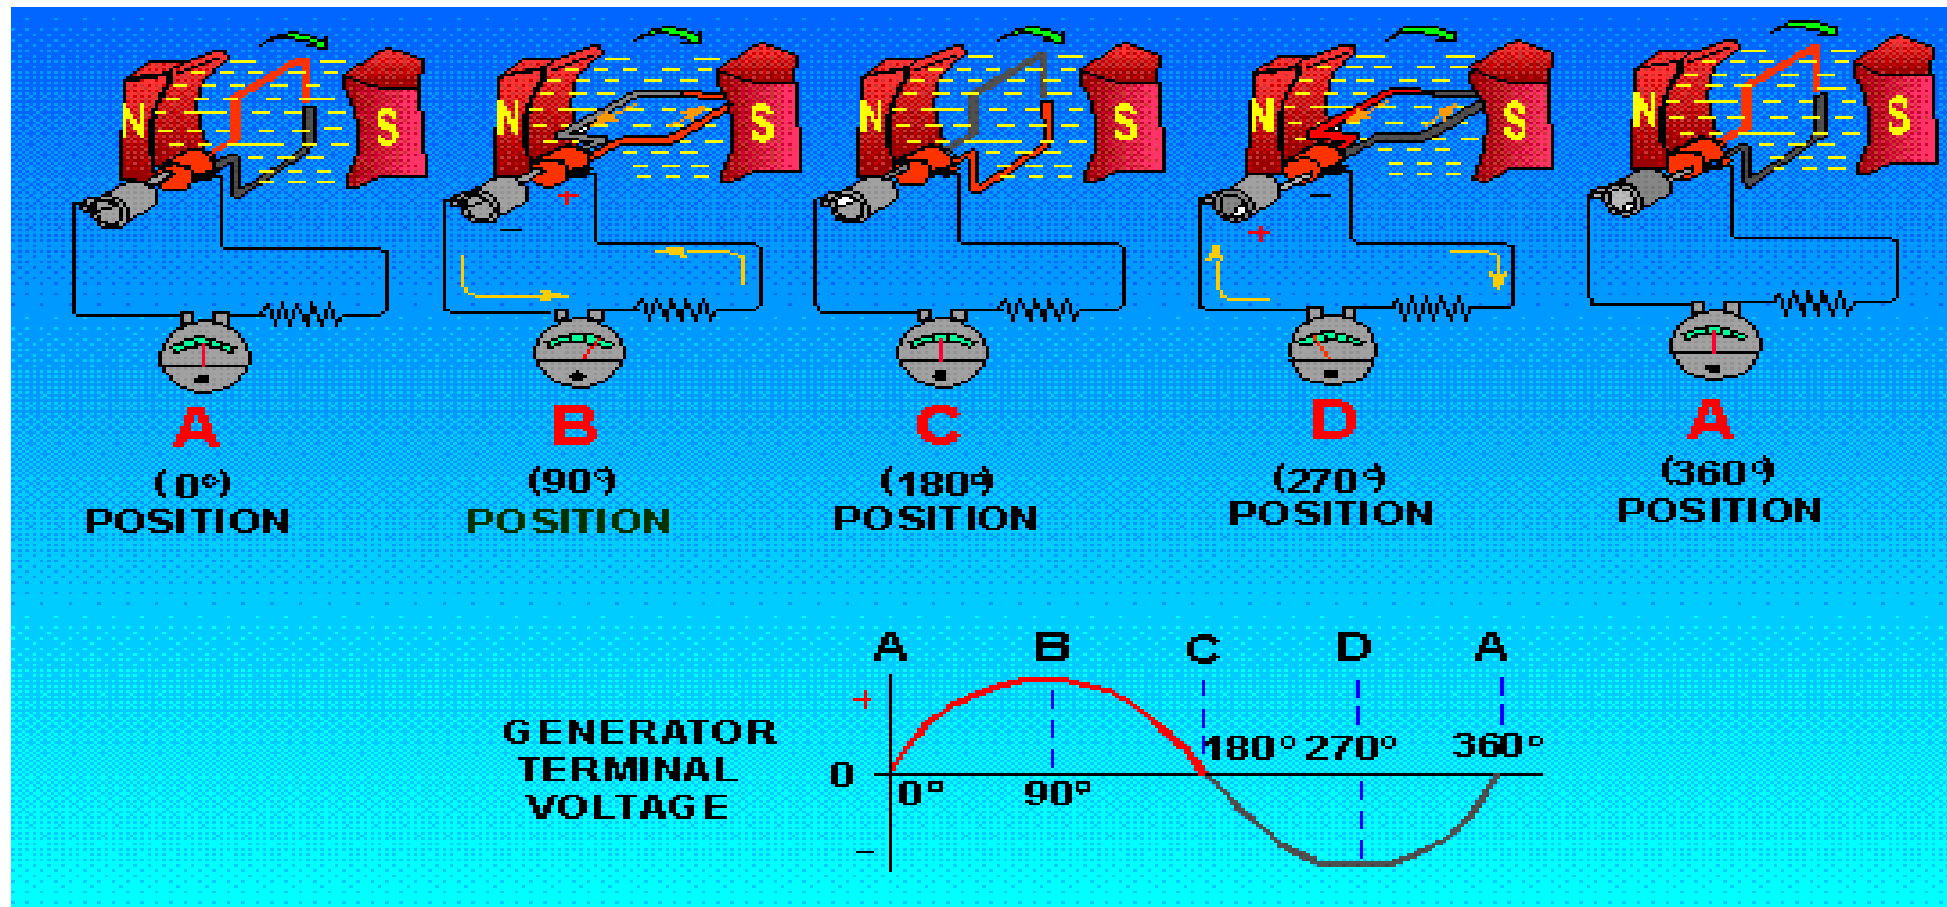 N S N S N S N S N S
+ −
− +
A B C D A
(0°) (90°) (180°) (270°) (360°)
POSITION POSITION POSITION POSITION POSITION
A B C D A
+
GENERATOR
TERMINAL
VOLTAGE
0 0° 90° 180° 270° 360°
−